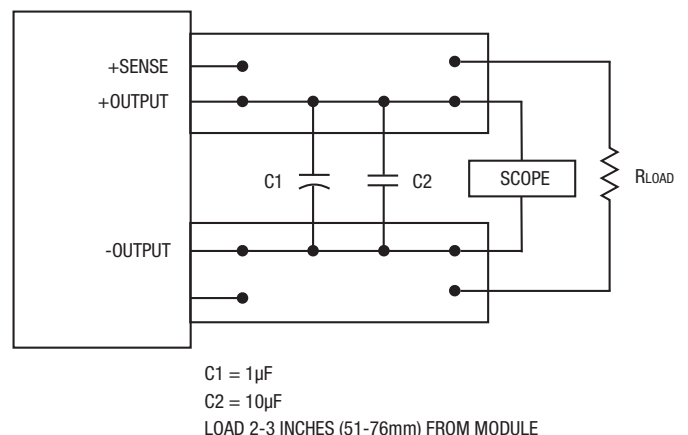 +SENSE
+OUTPUT
C1
C2
SCOPE
RLOAD
-OUTPUT
C1 = 1µF
C2 = 10µF
LOAD 2-3 INCHES (51-76mm) FROM MODULE